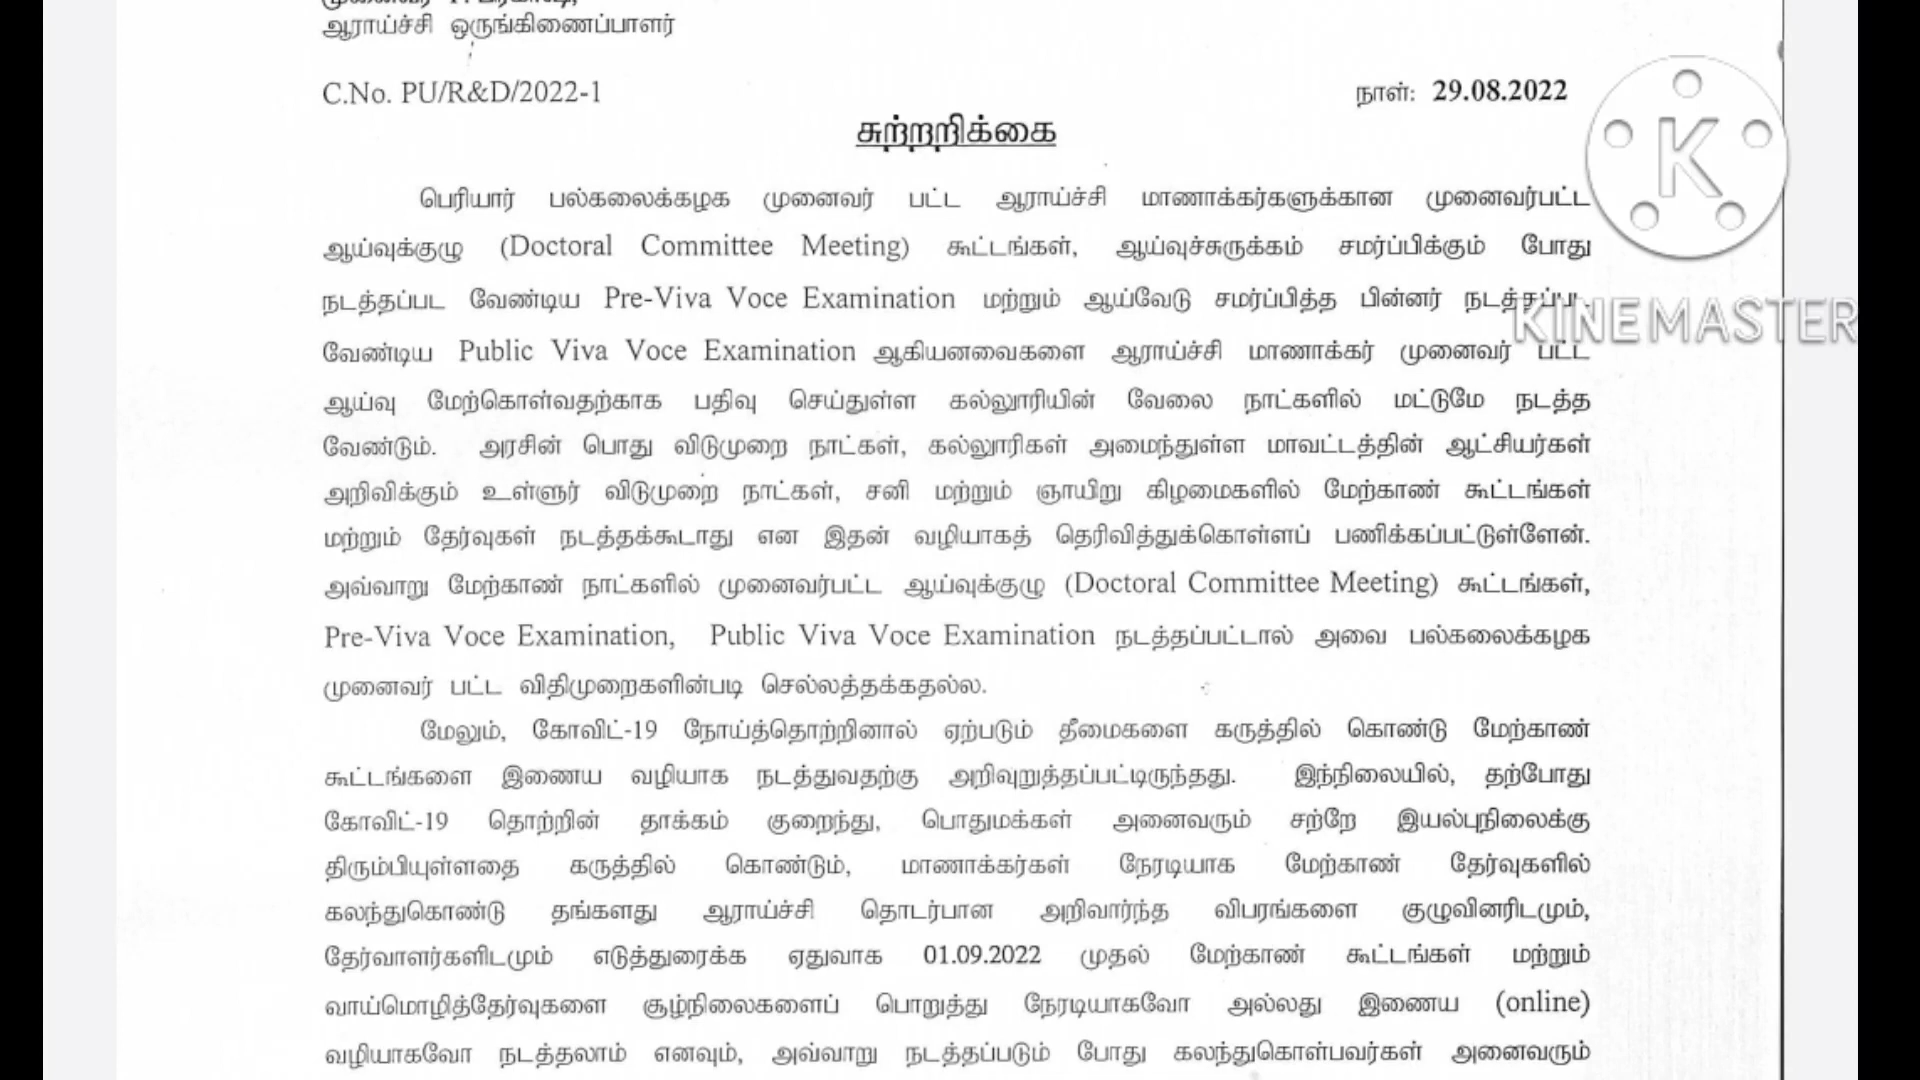 ஆராய்ச்சி ஒருங்கிணைப்பாளர்
C.No. PU/R&D/2022-1 நாள்: 29.08.2022
சுற்றறிக்கை
பெரியார் பல்கலைக்கழக முனைவர் பட்ட ஆராய்ச்சி மாணாக்கர்களுக்கான முனைவர்பட்ட
ஆய்வுக்குழு (Doctoral Committee Meeting) கூட்டங்கள், ஆய்வுச்சுருக்கம் சமர்ப்பிக்கும் போது
நடத்தப்பட வேண்டிய Pre-Viva Voce Examination மற்றும் ஆய்வேடு சமர்ப்பித்த பின்னர் நடத்தப்பட
வேண்டிய Public Viva Voce Examination ஆகியனவைகளை ஆராய்ச்சி மாணாக்கர் முனைவர் பட்ட
ஆய்வு மேற்கொள்வதற்காக பதிவு செய்துள்ள கல்லூரியின் வேலை நாட்களில் மட்டுமே நடத்த
வேண்டும். அரசின் பொது விடுமுறை நாட்கள், கல்லூரிகள் அமைந்துள்ள மாவட்டத்தின் ஆட்சியர்கள்
அறிவிக்கும் உள்ளுர் விடுமுறை நாட்கள், சனி மற்றும் ஞாயிறு கிழமைகளில் மேற்காண் கூட்டங்கள்
மற்றும் தேர்வுகள் நடத்தக்கூடாது என இதன் வழியாகத் தெரிவித்துக்கொள்ளப் பணிக்கப்பட்டுள்ளேன்.
அவ்வாறு மேற்காண் நாட்களில் முனைவர்பட்ட ஆய்வுக்குழு (Doctoral Committee Meeting) கூட்டங்கள்,
Pre-Viva Voce Examination, Public Viva Voce Examination நடத்தப்பட்டால் அவை பல்கலைக்கழக
முனைவர் பட்ட விதிமுறைகளின்படி செல்லத்தக்கதல்ல.
மேலும், கோவிட்-19 நோய்த்தொற்றினால் ஏற்படும் தீமைகளை கருத்தில் கொண்டு மேற்காண்
கூட்டங்களை இணைய வழியாக நடத்துவதற்கு அறிவுறுத்தப்பட்டிருந்தது. இந்நிலையில், தற்போது
கோவிட்-19 தொற்றின் தாக்கம் குறைந்து, பொதுமக்கள் அனைவரும் சற்றே இயல்புநிலைக்கு
திரும்பியுள்ளதை கருத்தில் கொண்டும், மாணாக்கர்கள் நேரடியாக மேற்காண் தேர்வுகளில்
கலந்துகொண்டு தங்களது ஆராய்ச்சி தொடர்பான அறிவார்ந்த விபரங்களை குழுவினரிடமும்,
தேர்வாளர்களிடமும் எடுத்துரைக்க ஏதுவாக 01.09.2022 முதல் மேற்காண் கூட்டங்கள் மற்றும்
வாய்மொழித்தேர்வுகளை சூழ்நிலைகளைப் பொறுத்து நேரடியாகவோ அல்லது இணைய (online)
வழியாகவோ நடத்தலாம் எனவும், அவ்வாறு நடத்தப்படும் போது கலந்துகொள்பவர்கள் அனைவரும்
K
KINEMASTER